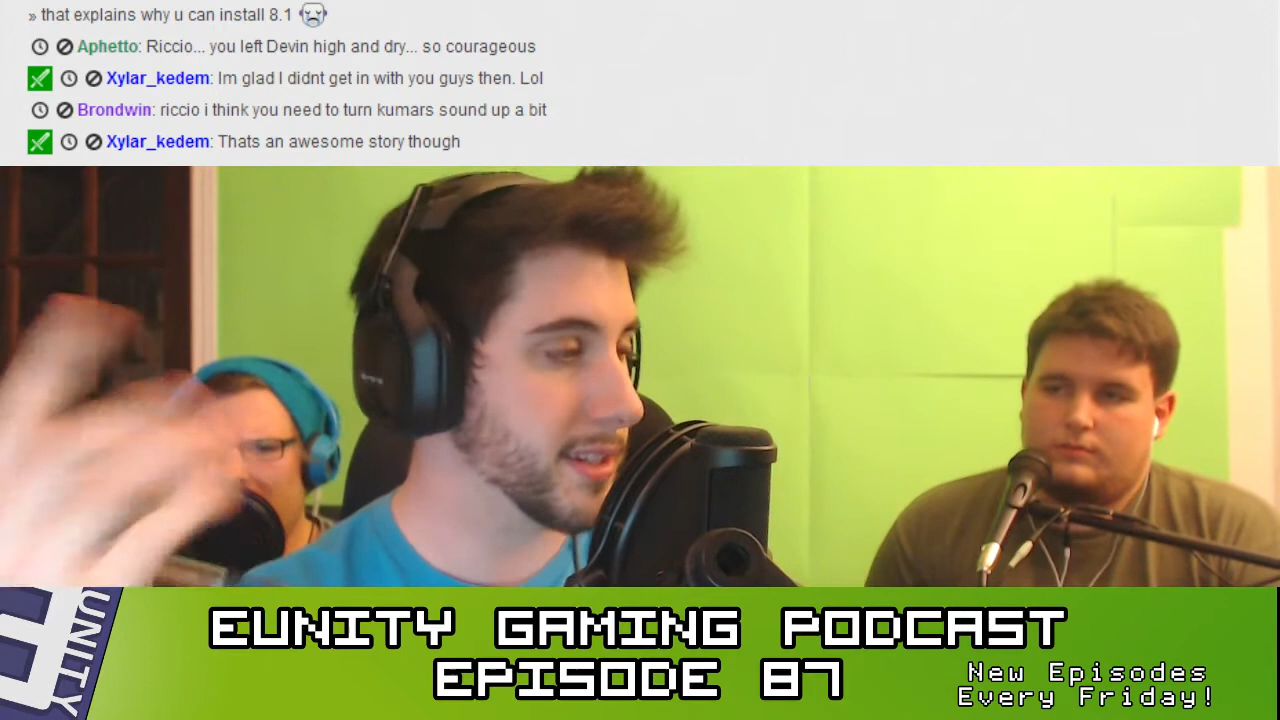 » that explains why u can install 8.1
Aphetto: Riccio... you left Devin high and dry... so courageous
Xylar_kedem: Im glad I didnt get in with you guys then. Lol
Brondwin: riccio i think you need to turn kumars sound up a bit
Xylar_kedem: Thats an awesome story though
UNITY
EUNITY GAMING PODCAST
EPISODE 87
New Episodes
Every Friday!